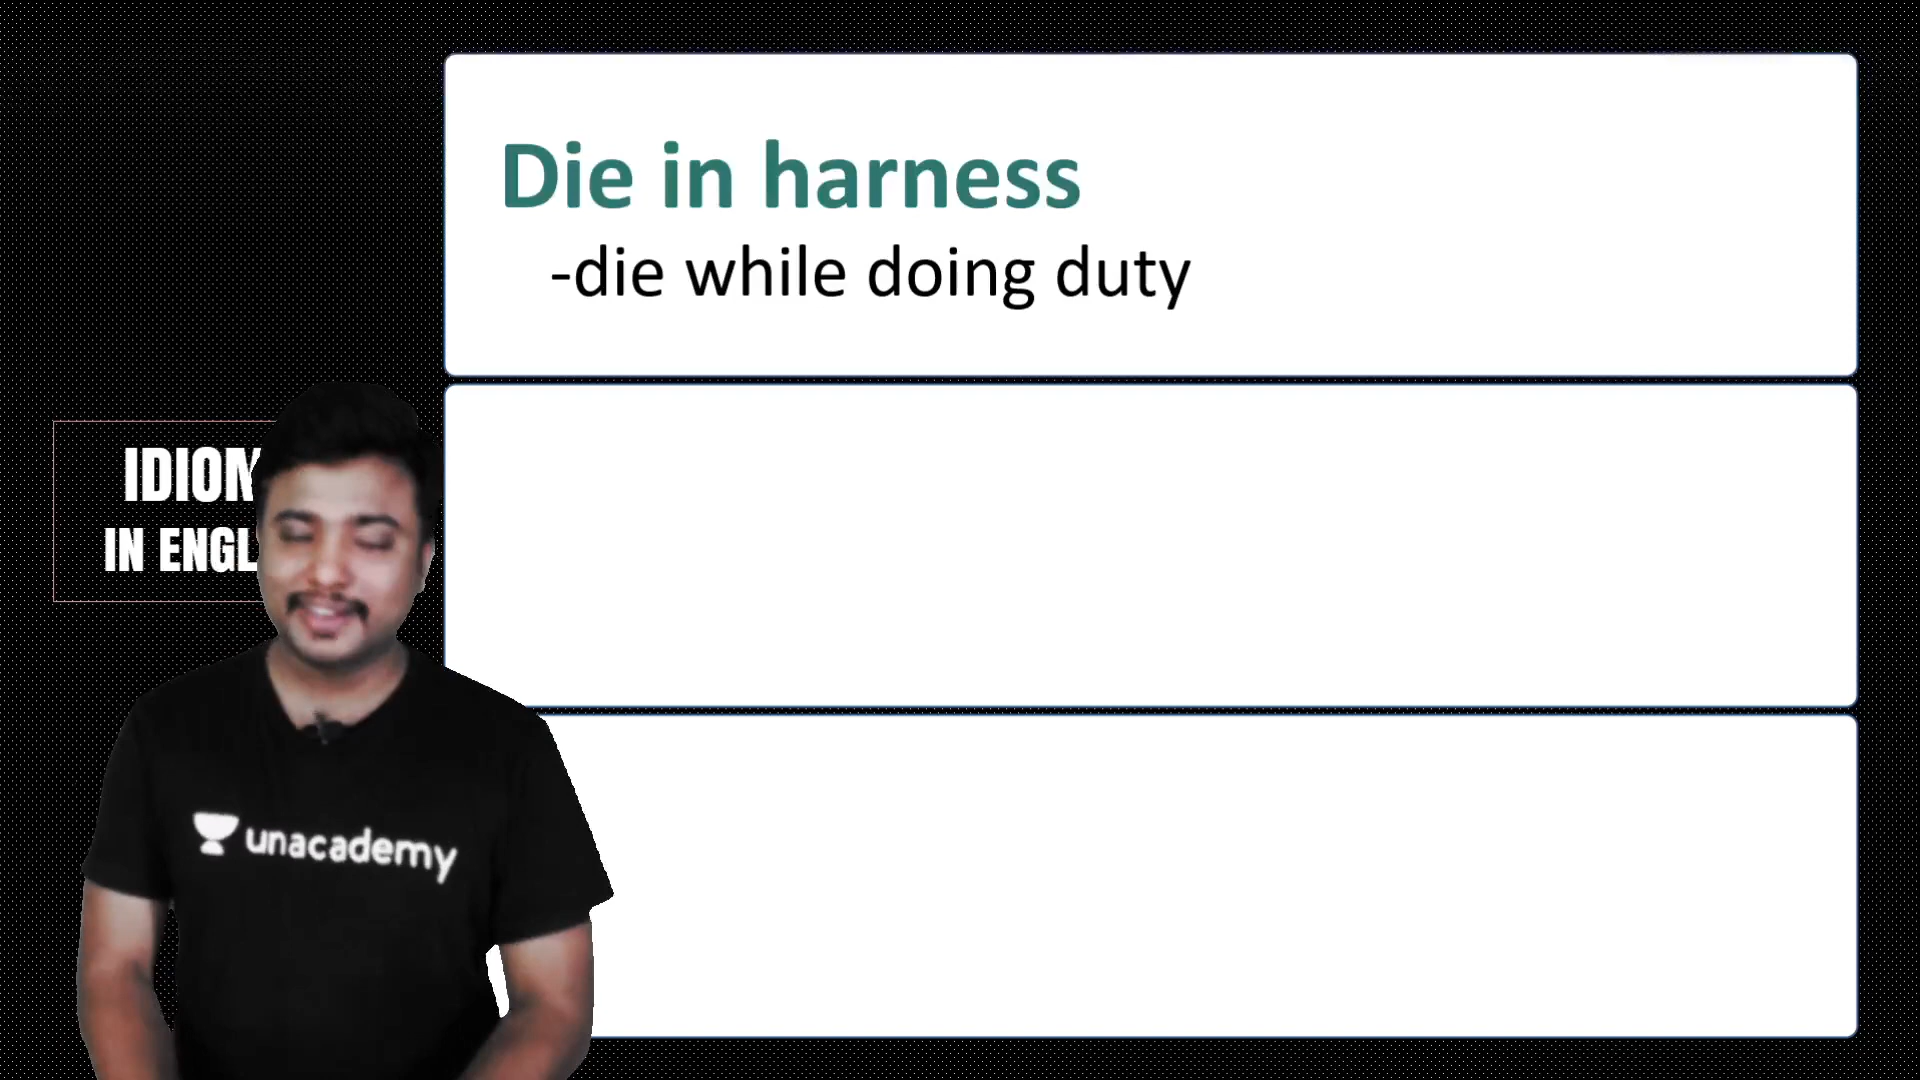 Die in harness
-die while doing duty
IDIOM
IN ENGL
unacademy